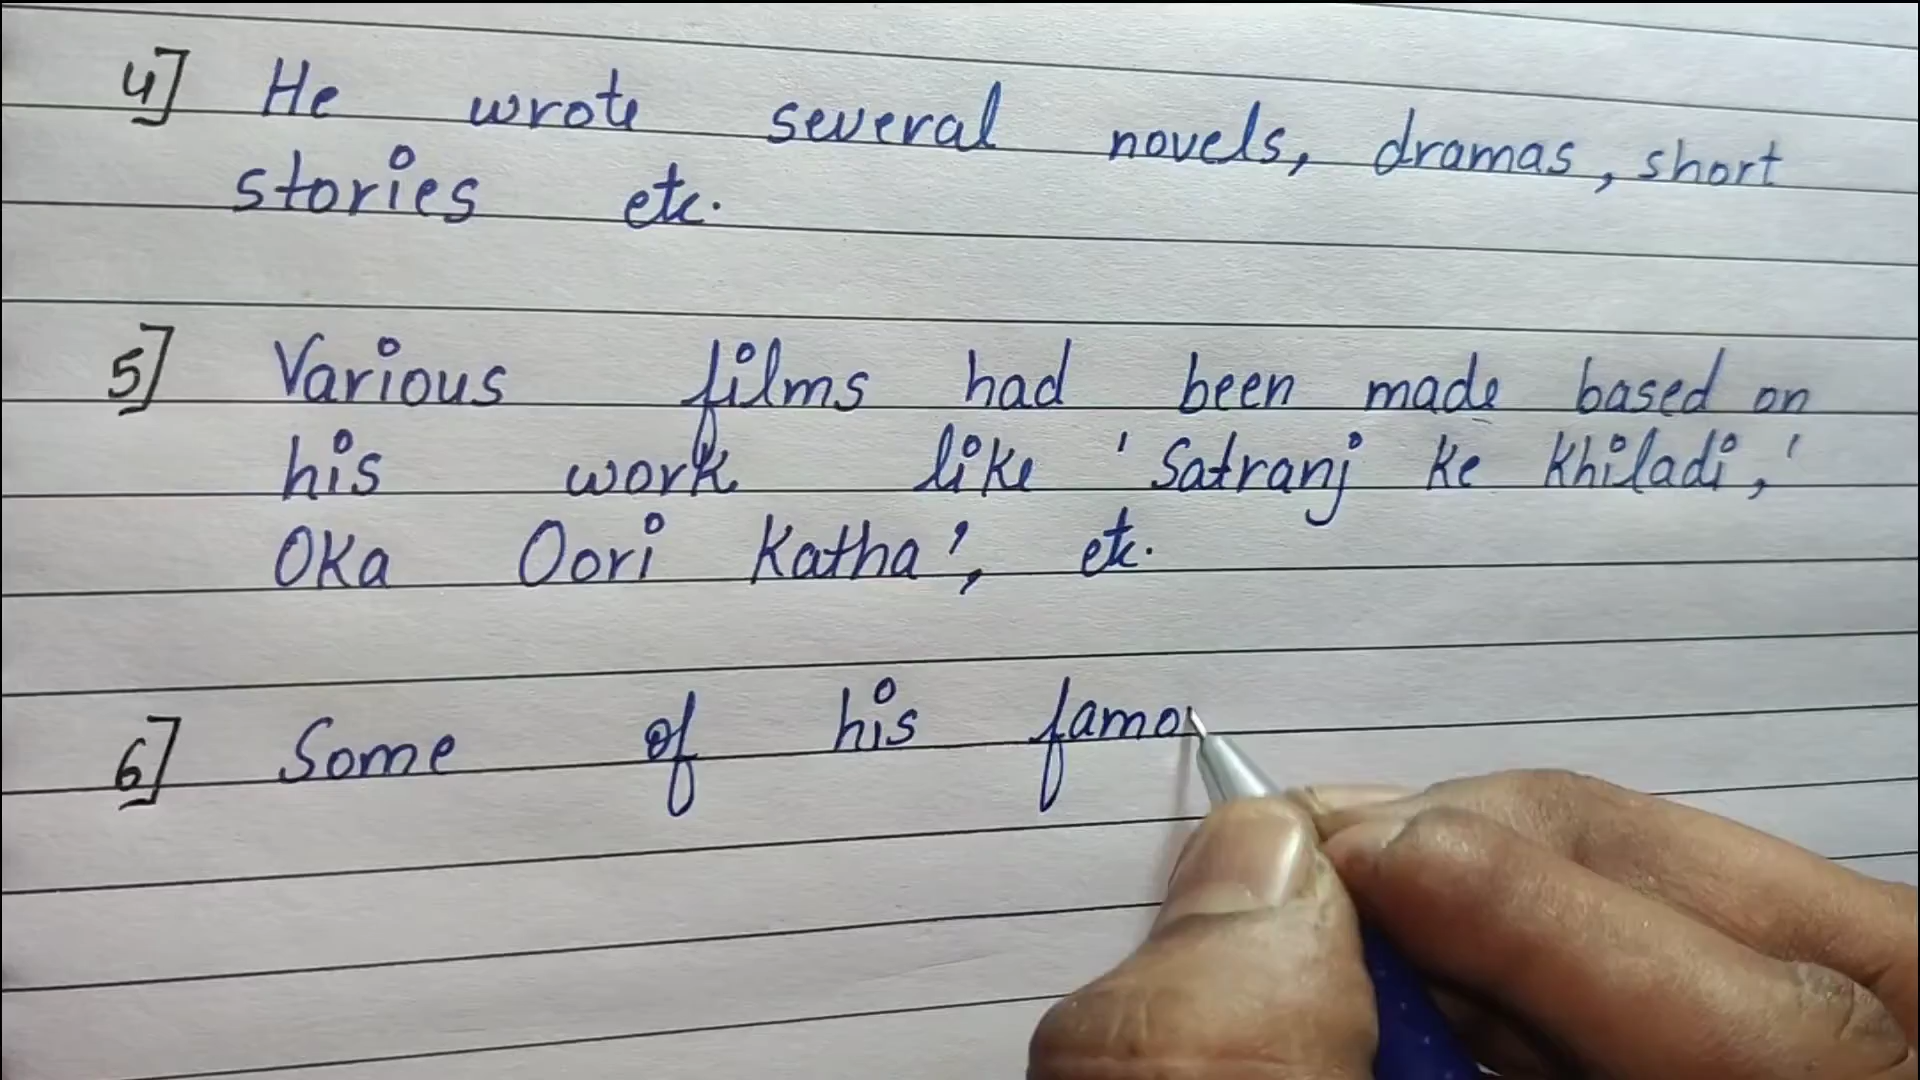 4] He wrote several novels, dramas, short
stories etc.
5] Various films had been made based on
his work like 'Satranj ke Khiladi,'
Oka Oori Katha', etc.
6] Some of his famo